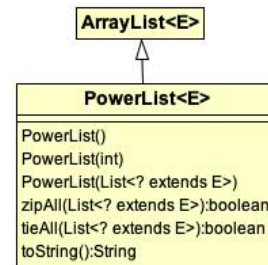 ArrayList<E>
PowerList<E>
PowerList()
PowerList(int)
PowerList(List<? extends E>)
zipAll(List<? extends E>):boolean
tieAll(List<? extends E>):boolean
toString():String